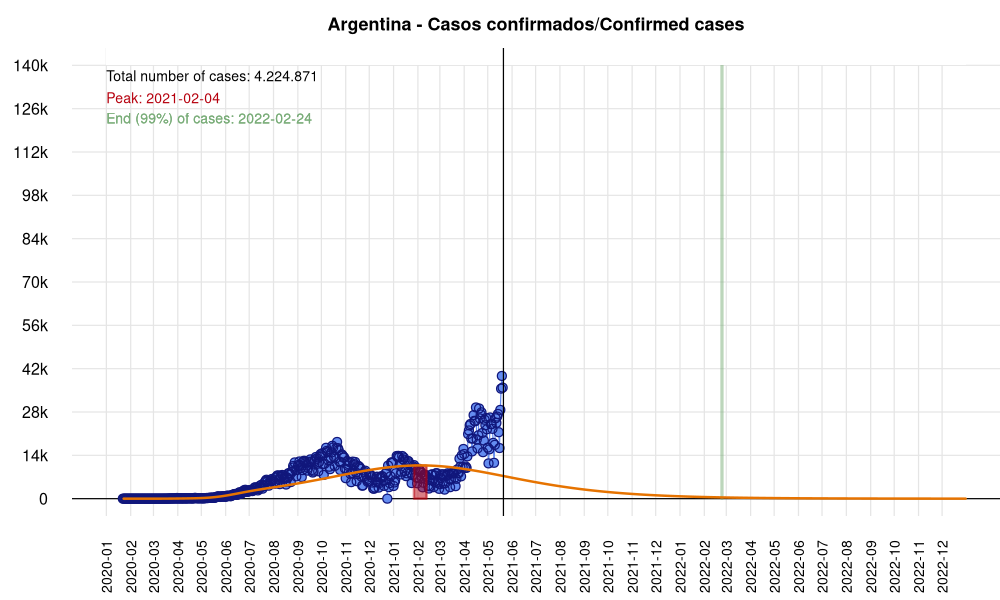 Argentina - Casos confirmados/Confirmed cases
Total number of cases: 4.224.871
Peak: 2021-02-04
End (99%) of cases: 2022-02-24
140k
126k
112k
98k
84k
70k
56k
42k
28k
14k
0
2020-01
2020-02
2020-03
2020-04
2020-05
2020-06
2020-07
2020-08
2020-09
2020-10
2020-11
2020-12
2021-01
2021-02
2021-03
2021-04
2021-05
2021-06
2021-07
2021-08
2021-09
2021-10
2021-11
2021-12
2022-01
2022-02
2022-03
2022-04
2022-05
2022-06
2022-07
2022-08
2022-09
2022-10
2022-11
2022-12